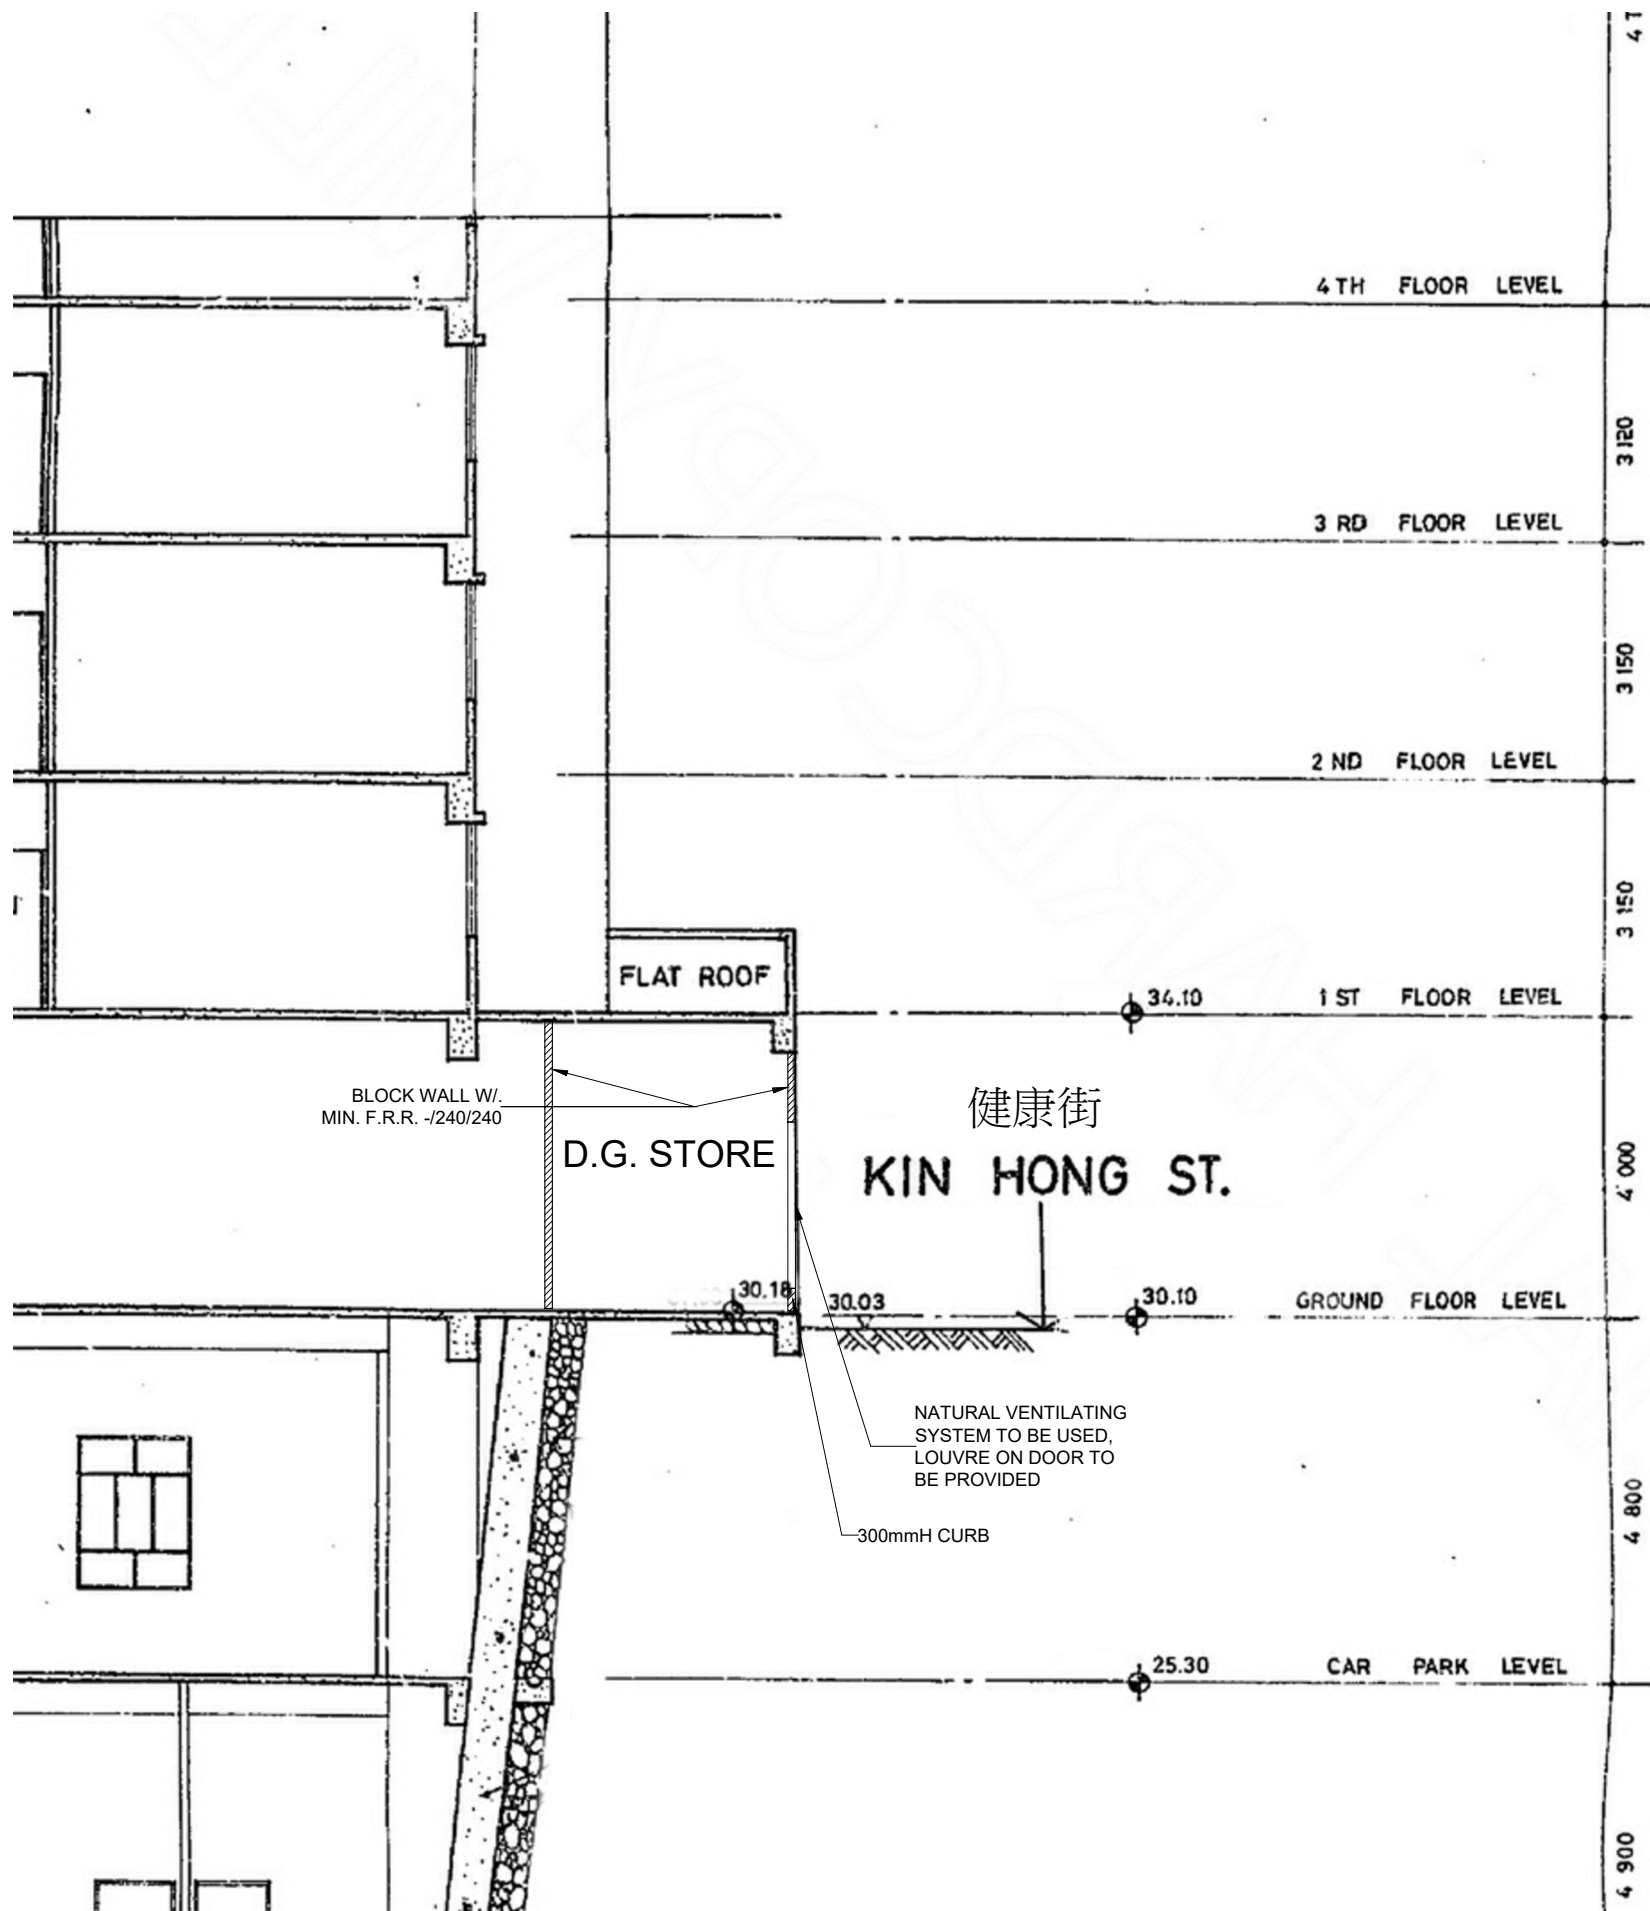 4 TH FLOOR LEVEL
3 120
3 RD FLOOR LEVEL
3 150
2 ND FLOOR LEVEL
3 150
FLAT ROOF
34.10
1 ST FLOOR LEVEL
BLOCK WALL W/.
MIN. F.R.R. -/240/240
D.G. STORE
健康街
KIN HONG ST.
4 000
30.18
30.03
30.10
GROUND FLOOR LEVEL
NATURAL VENTILATING
SYSTEM TO BE USED,
LOUVRE ON DOOR TO
BE PROVIDED
300mmH CURB
4 800
25.30
CAR PARK LEVEL
4 900
HARDCOPY